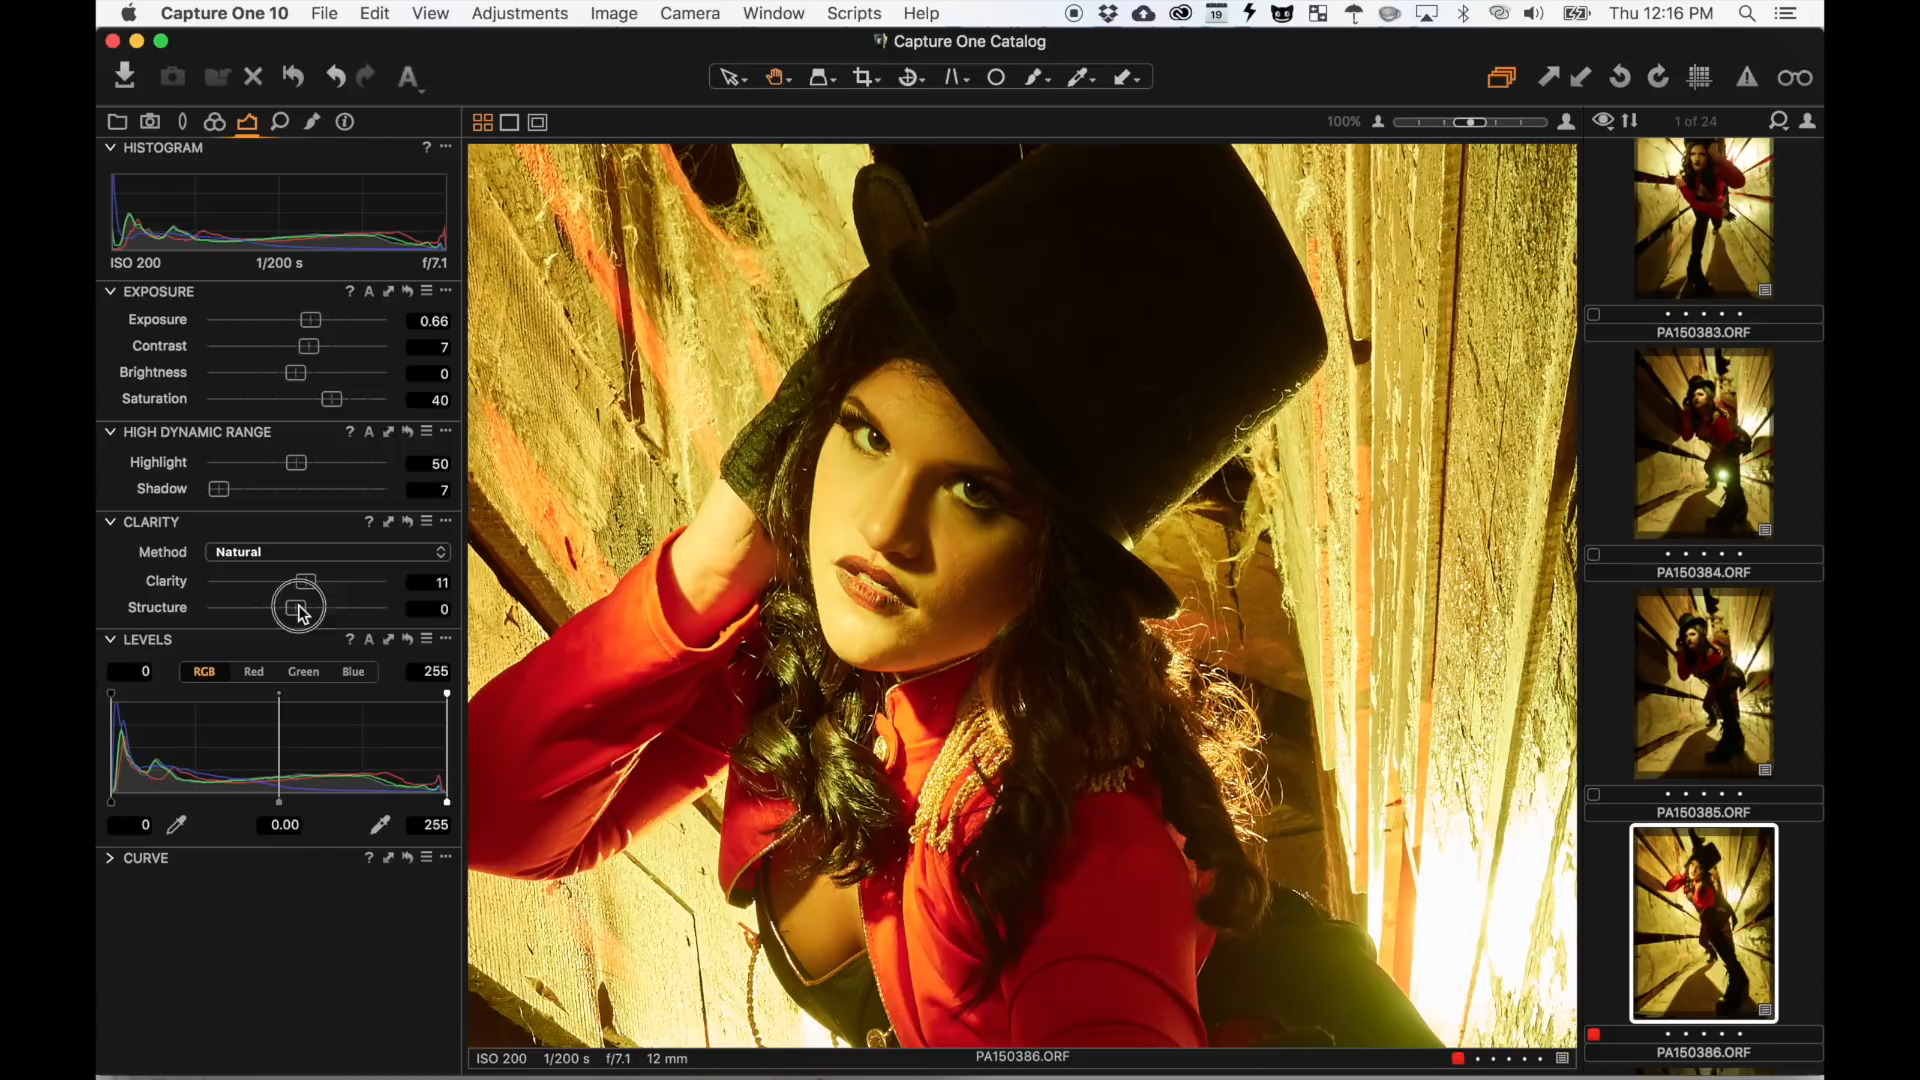 Capture One 10 File Edit View Adjustments Image Camera Window Scripts Help 19 Thu 12:16 PM
Capture One Catalog
A
100% 1 of 24
HISTOGRAM ?
ISO 200 1/200 s f/7.1
EXPOSURE ? A
Exposure 0.66
Contrast 7
Brightness 0
Saturation 40
HIGH DYNAMIC RANGE ? A
Highlight 50
Shadow 7
CLARITY ?
Method Natural
Clarity 11
Structure 0
LEVELS ? A
0 RGB Red Green Blue 255
0 0.00 255
CURVE ?
ISO 200 1/200 s f/7.1 12 mm PA150386.ORF
PA150383.ORF
PA150384.ORF
PA150385.ORF
PA150386.ORF